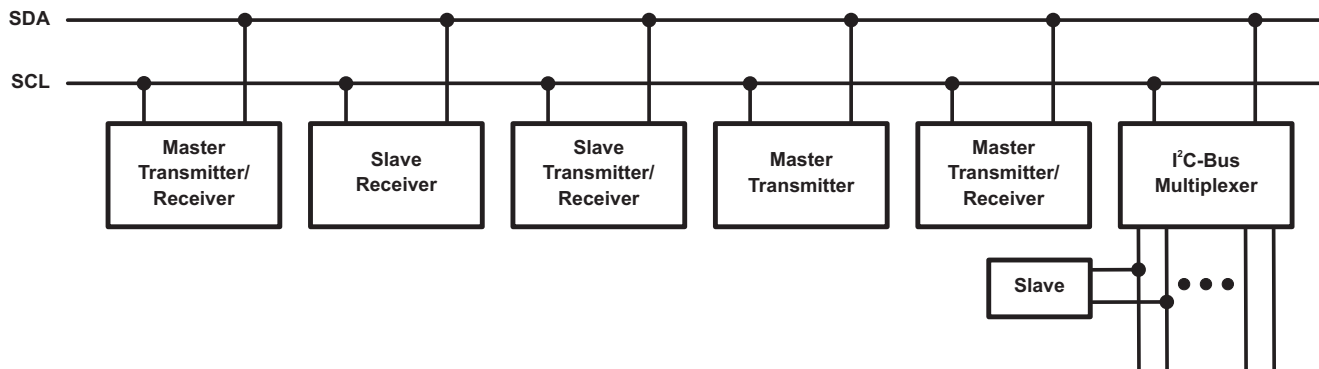 SDA
SCL
Master
Transmitter/
Receiver
Slave
Receiver
Slave
Transmitter/
Receiver
Master
Transmitter
Master
Transmitter/
Receiver
I²C-Bus
Multiplexer
Slave